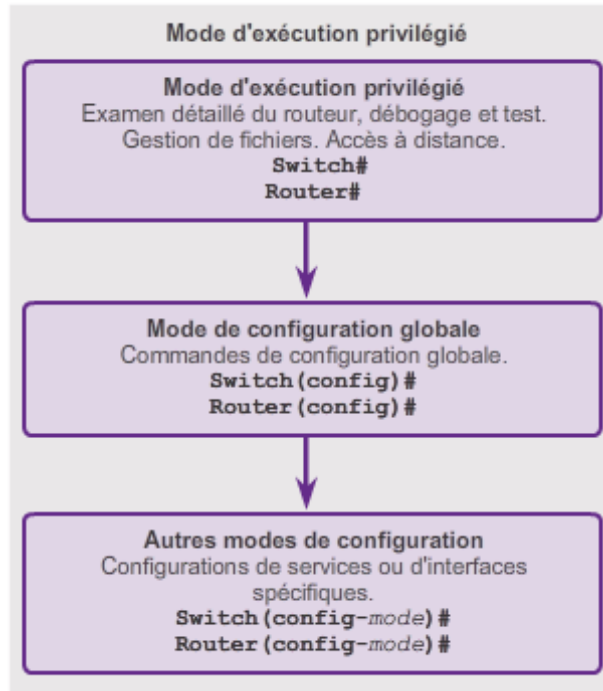 Mode d'exécution privilégié
Mode d'exécution privilégié
Examen détaillé du routeur, débogage et test.
Gestion de fichiers. Accès à distance.
Switch#
Router#
Mode de configuration globale
Commandes de configuration globale.
Switch(config)#
Router(config)#
Autres modes de configuration
Configurations de services ou d'interfaces
spécifiques.
Switch(config-mode)#
Router(config-mode)#